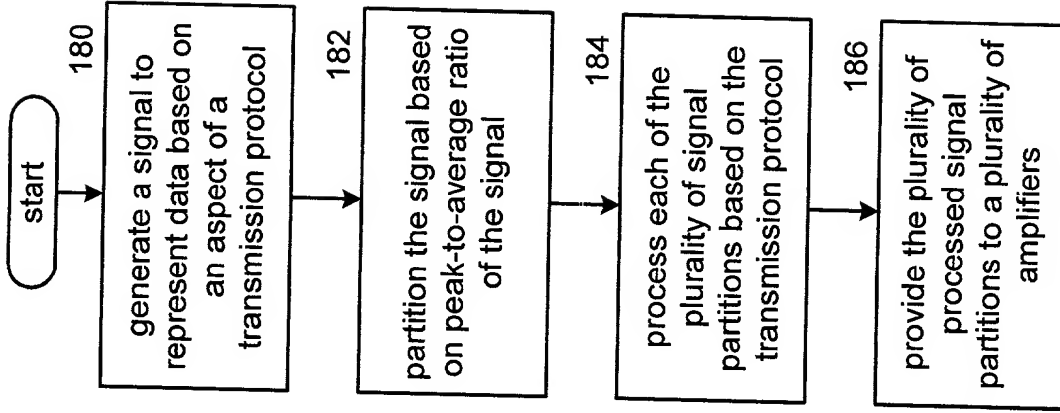 start
180
generate a signal to
represent data based on
an aspect of a
transmission protocol
182
partition the signal based
on peak-to-average ratio
of the signal
184
process each of the
plurality of signal
partitions based on the
transmission protocol
186
provide the plurality of
processed signal
partitions to a plurality of
amplifiers